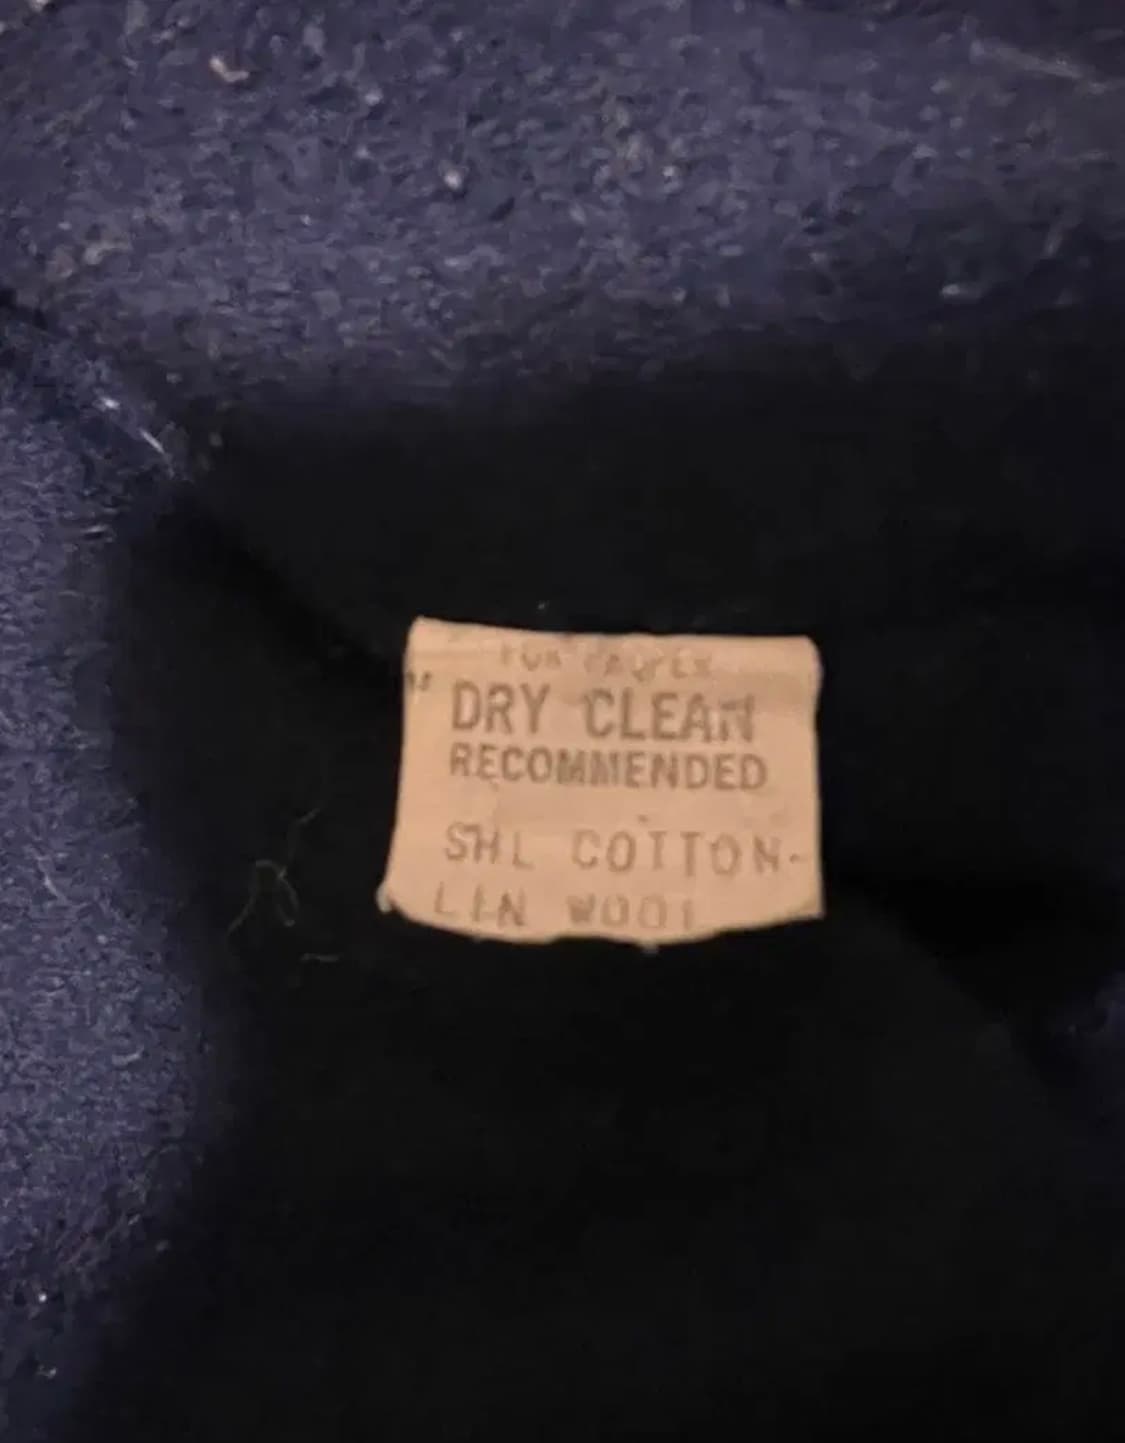 DRY CLEAN
RECOMMENDED
SHL COTTON-
LIN WOOL